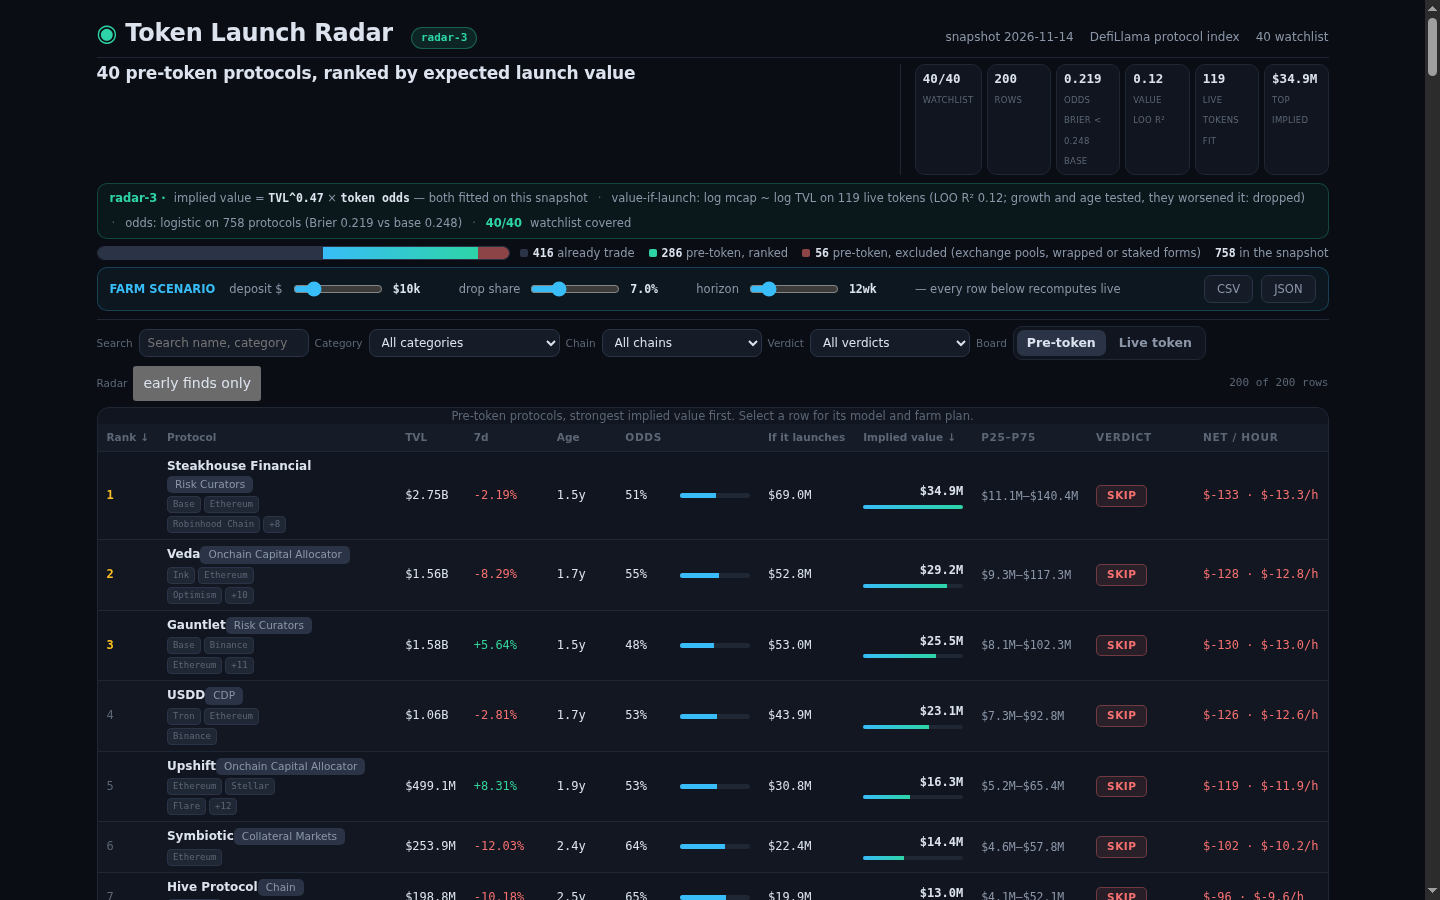 ◉ Token Launch Radar radar-3 snapshot 2026-11-14 DefiLlama protocol index 40 watchlist
40 pre-token protocols, ranked by expected launch value
40/40 WATCHLIST
200 ROWS
0.219 ODDS BRIER < 0.248 BASE
0.12 VALUE LOO R²
119 LIVE TOKENS FIT
$34.9M TOP IMPLIED
radar-3 · implied value = TVL^0.47 × token odds — both fitted on this snapshot · value-if-launch: log mcap ~ log TVL on 119 live tokens (LOO R² 0.12; growth and age tested, they worsened it: dropped)
· odds: logistic on 758 protocols (Brier 0.219 vs base 0.248) · 40/40 watchlist covered
416 already trade 286 pre-token, ranked 56 pre-token, excluded (exchange pools, wrapped or staked forms) 758 in the snapshot
FARM SCENARIO deposit $ $10k drop share 7.0% horizon 12wk — every row below recomputes live CSV JSON
Search Search name, category Category All categories Chain All chains Verdict All verdicts Board Pre-token Live token
Radar early finds only 200 of 200 rows
Pre-token protocols, strongest implied value first. Select a row for its model and farm plan.
Rank ↓ Protocol TVL 7d Age ODDS If it launches Implied value ↓ P25–P75 VERDICT NET / HOUR
Steakhouse Financial
Risk Curators
1 Base Ethereum $2.75B -2.19% 1.5y 51% $69.0M $34.9M $11.1M–$140.4M SKIP $-133 · $-13.3/h
Robinhood Chain +8
Veda Onchain Capital Allocator
2 Ink Ethereum $1.56B -8.29% 1.7y 55% $52.8M $29.2M $9.3M–$117.3M SKIP $-128 · $-12.8/h
Optimism +10
Gauntlet Risk Curators
3 Base Binance $1.58B +5.64% 1.5y 48% $53.0M $25.5M $8.1M–$102.3M SKIP $-130 · $-13.0/h
Ethereum +11
USDD CDP
4 Tron Ethereum $1.06B -2.81% 1.7y 53% $43.9M $23.1M $7.3M–$92.8M SKIP $-126 · $-12.6/h
Binance
Upshift Onchain Capital Allocator
5 Ethereum Stellar $499.1M +8.31% 1.9y 53% $30.8M $16.3M $5.2M–$65.4M SKIP $-119 · $-11.9/h
Flare +12
Symbiotic Collateral Markets
6 Ethereum $253.9M -12.03% 2.4y 64% $22.4M $14.4M $4.6M–$57.8M SKIP $-102 · $-10.2/h
Hive Protocol Chain
7 $198.8M -10.18% 2.5y 65% $19.9M $13.0M $4.1M–$52.1M SKIP $-96 · $-9.6/h